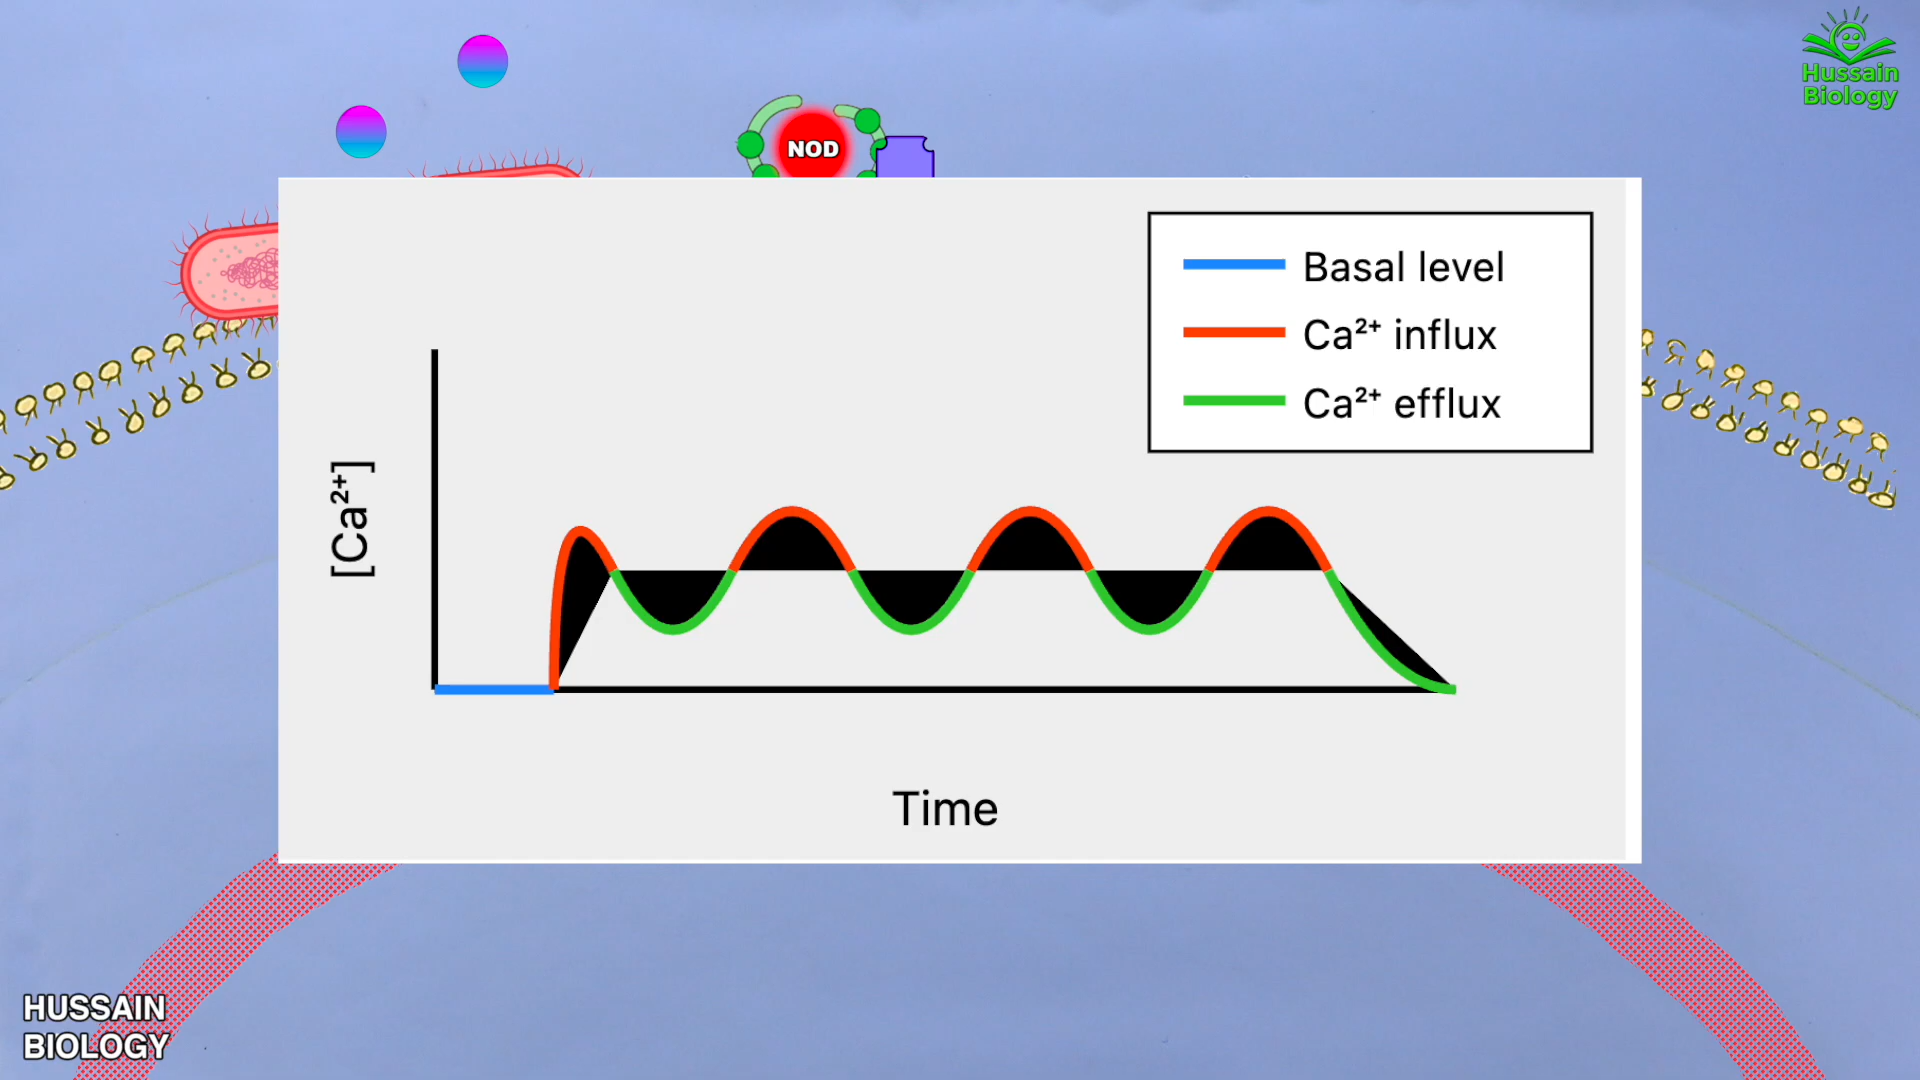 Hussain
Biology
NOD
Basal level
Ca²⁺ influx
Ca²⁺ efflux
[Ca²⁺]
Time
HUSSAIN
BIOLOGY